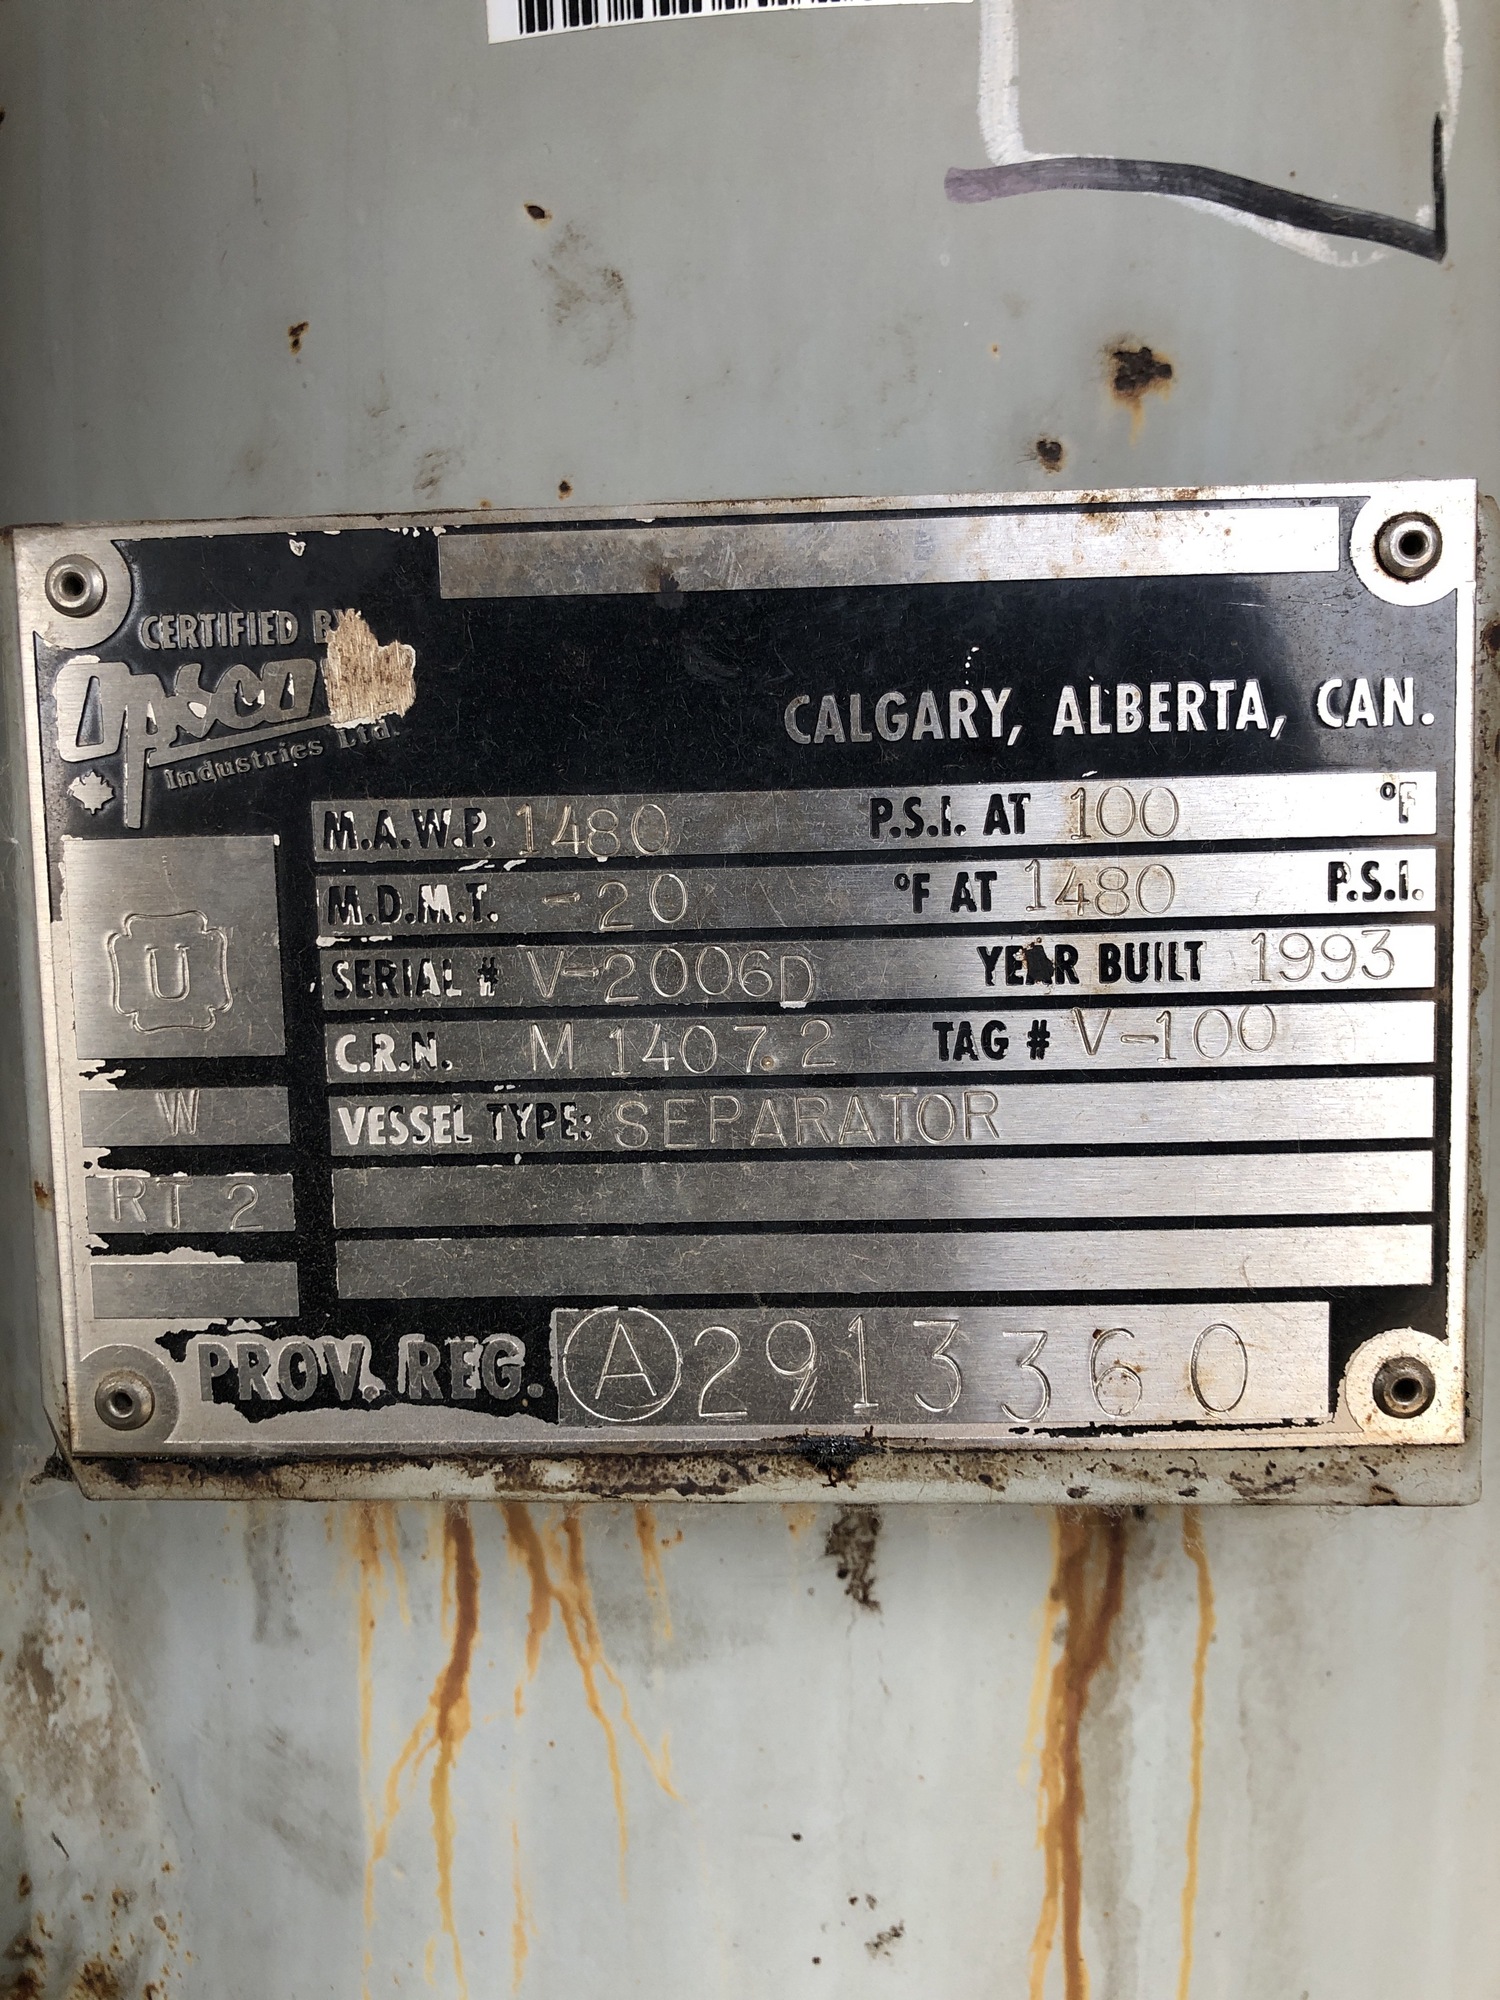 CERTIFIED BY
Opsco
Industries Ltd.
CALGARY, ALBERTA, CAN.
M.A.W.P. 1480 P.S.I. AT 100 °F
M.D.M.T. -20 °F AT 1480 P.S.I.
U
SERIAL # V-2006D YEAR BUILT 1993
C.R.N. M 1407.2 TAG # V-100
W
VESSEL TYPE: SEPARATOR
RT 2
PROV. REG. A 2913360